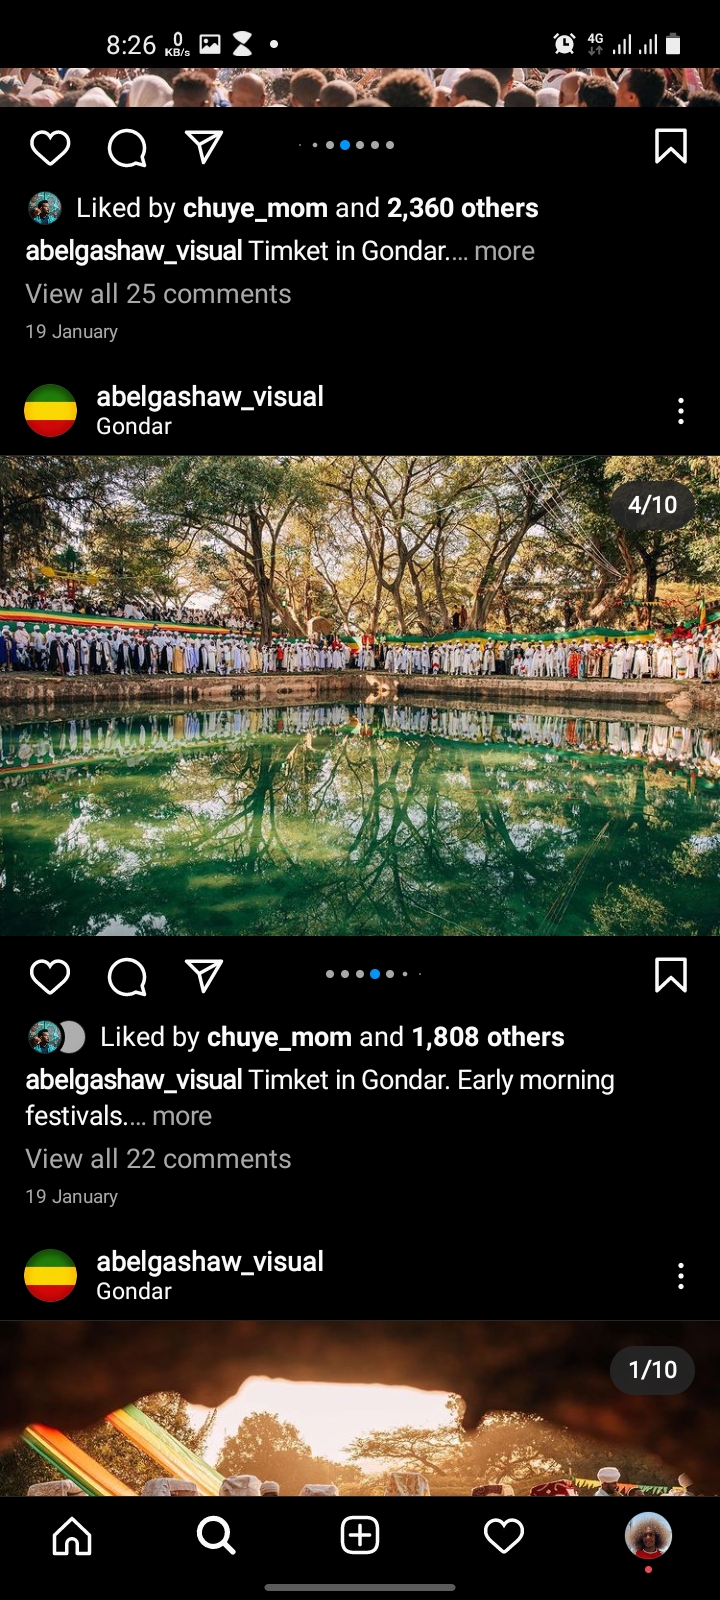 8:26 0 KB/s 4G
Liked by chuye_mom and 2,360 others
abelgashaw_visual Timket in Gondar.... more
View all 25 comments
19 January
abelgashaw_visual
Gondar
4/10
Liked by chuye_mom and 1,808 others
abelgashaw_visual Timket in Gondar. Early morning
festivals.... more
View all 22 comments
19 January
abelgashaw_visual
Gondar
1/10